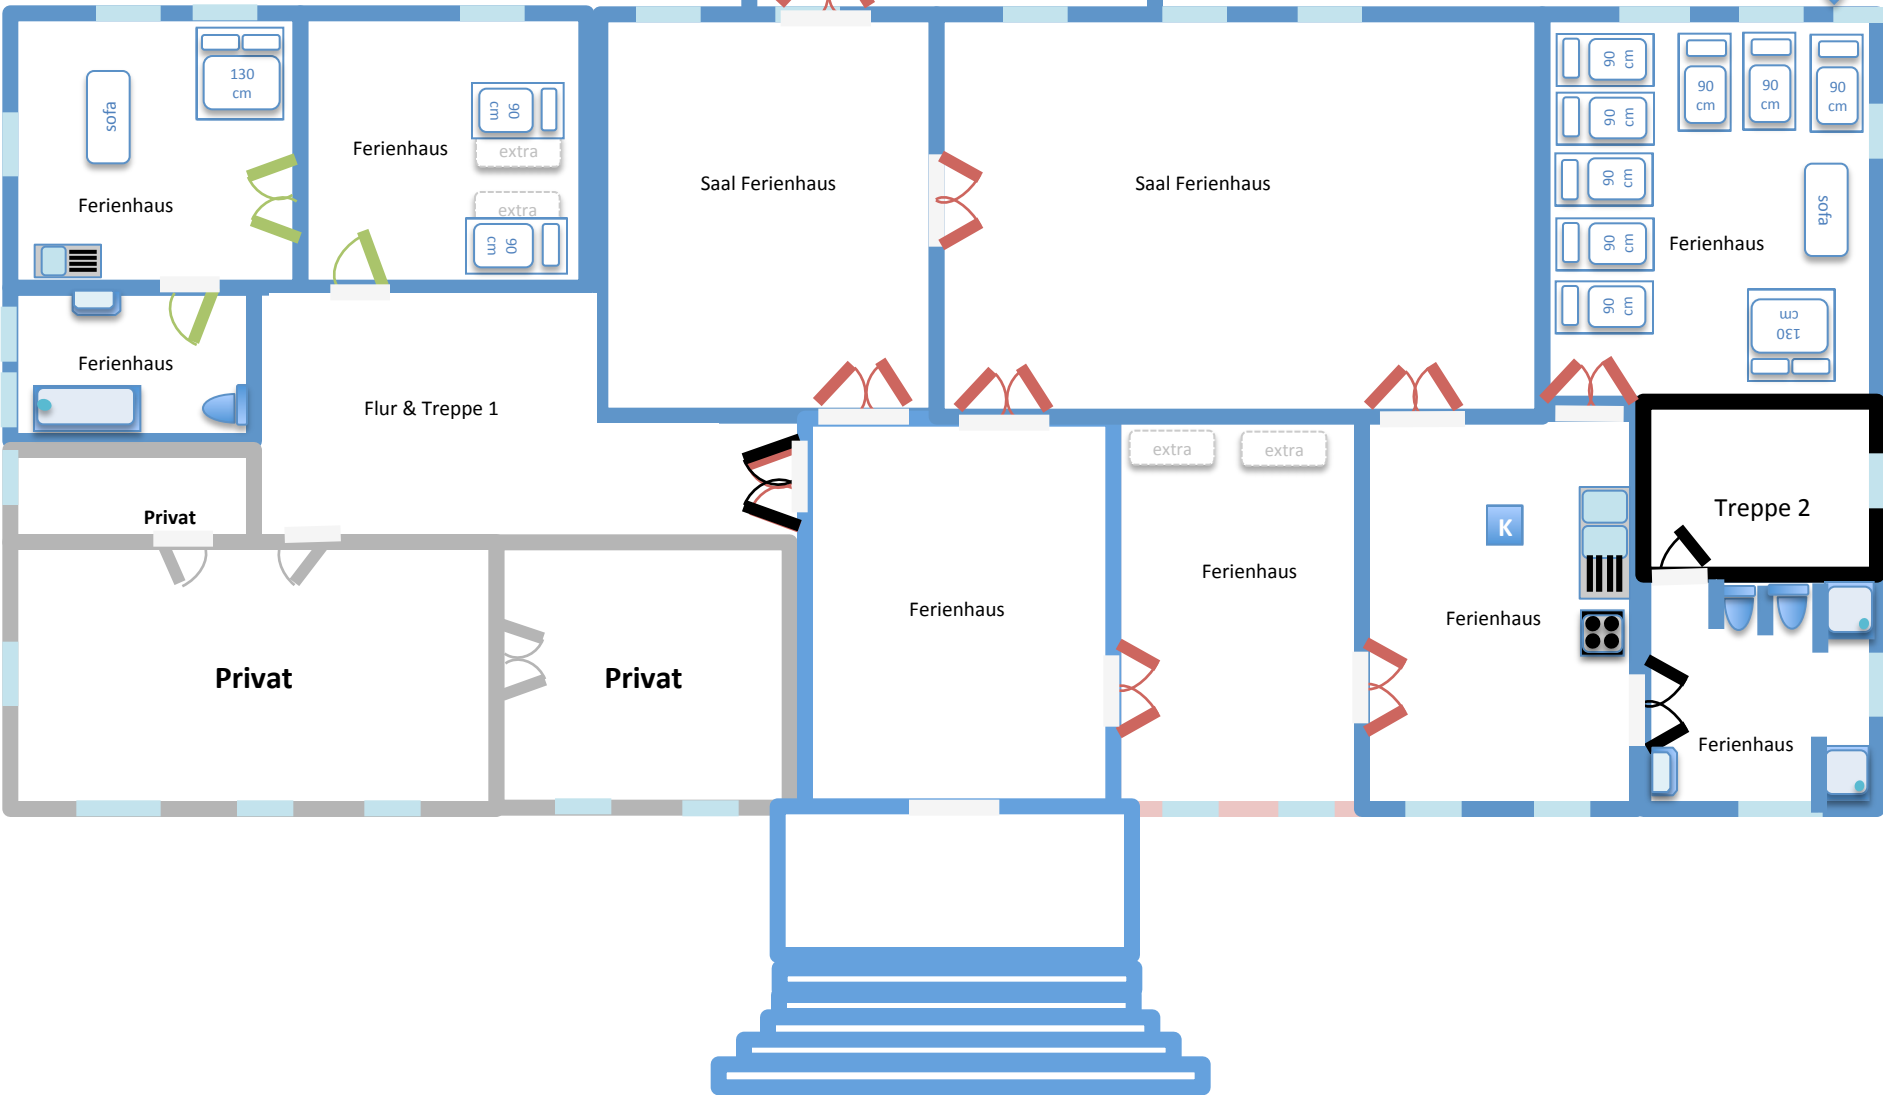 130
cm
sofa
Ferienhaus
Ferienhaus
90
cm
extra
extra
90
cm
Saal Ferienhaus
Saal Ferienhaus
90
cm
90
cm
90
cm
90
cm
90
cm
90
cm
90
cm
90
cm
sofa
Ferienhaus
130
cm
Ferienhaus
Flur & Treppe 1
Privat
extra
extra
K
Treppe 2
Ferienhaus
Ferienhaus
Ferienhaus
Privat
Privat
Ferienhaus